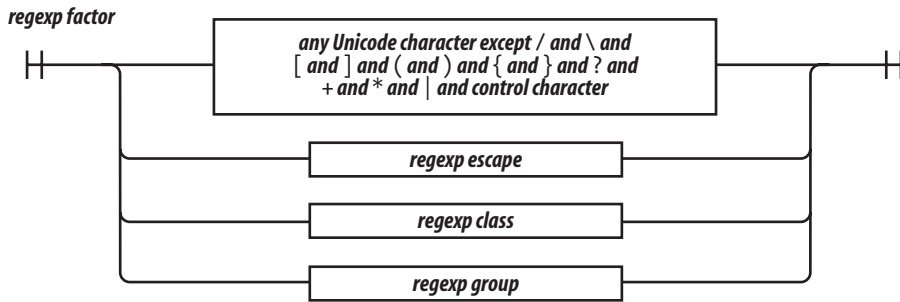 regexp factor
any Unicode character except / and \ and
[ and ] and ( and ) and { and } and ? and
+ and * and | and control character
regexp escape
regexp class
regexp group